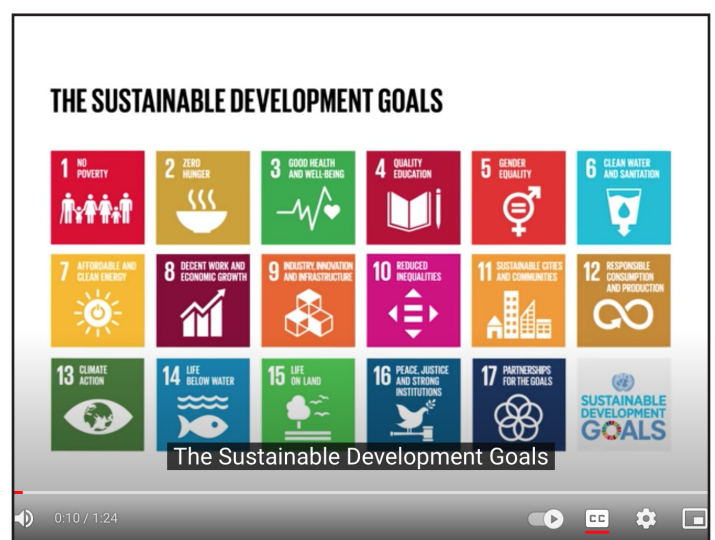 THE SUSTAINABLE DEVELOPMENT GOALS
1 NO
POVERTY
2 ZERO
HUNGER
3 GOOD HEALTH
AND WELL-BEING
4 QUALITY
EDUCATION
5 GENDER
EQUALITY
6 CLEAN WATER
AND SANITATION
7 AFFORDABLE AND
CLEAN ENERGY
8 DECENT WORK AND
ECONOMIC GROWTH
9 INDUSTRY, INNOVATION
AND INFRASTRUCTURE
10 REDUCED
INEQUALITIES
11 SUSTAINABLE CITIES
AND COMMUNITIES
12 RESPONSIBLE
CONSUMPTION
AND PRODUCTION
13 CLIMATE
ACTION
14 LIFE
BELOW WATER
15 LIFE
ON LAND
16 PEACE, JUSTICE
AND STRONG
INSTITUTIONS
17 PARTNERSHIPS
FOR THE GOALS
SUSTAINABLE
DEVELOPMENT
GOALS
The Sustainable Development Goals
0:10 / 1:24
CC